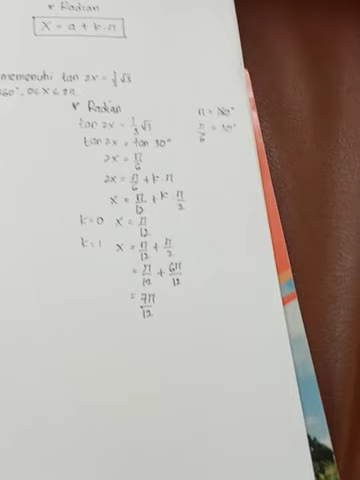 • Radian
X = a + k·π
memenuhi tan 2x = 1/3 √3
360°, 0≤x≤2π.
• Radian
tan 2x = 1/3 √3
tan 2x = tan 30°
2x = π/6
2x = π/6 + k·π
x = π/12 + k·π/2
k=0 x = π/12
k=1 x = π/12 + π/2
= π/12 + 6π/12
= 7π/12
π = 180°
π/6 = 30°